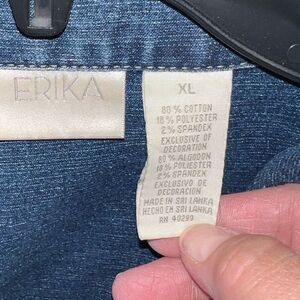 ERIKA
XL
80 % COTTON
18 % POLYESTER
2 % SPANDEX
EXCLUSIVE OF
DECORATION
80 % ALGODON
18 % POLIESTER
2 % SPANDEX
EXCLUSIVO DE
DECORACION
MADE IN SRI LANKA
HECHO EN SRI LANKA
RN 40299